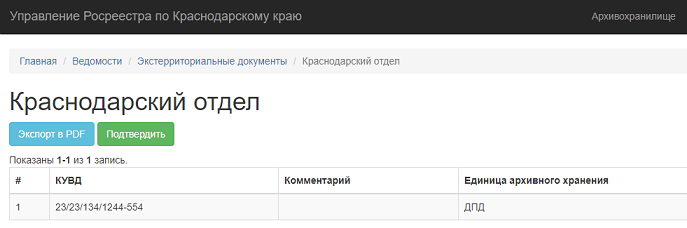 Управление Росреестра по Краснодарскому краю Архивохранилище
Главная / Ведомости / Экстерриториальные документы / Краснодарский отдел
Краснодарский отдел
Экспорт в PDF Подтвердить
Показаны 1-1 из 1 запись.
# КУВД Комментарий Единица архивного хранения
1 23/23/134/1244-554 ДПД